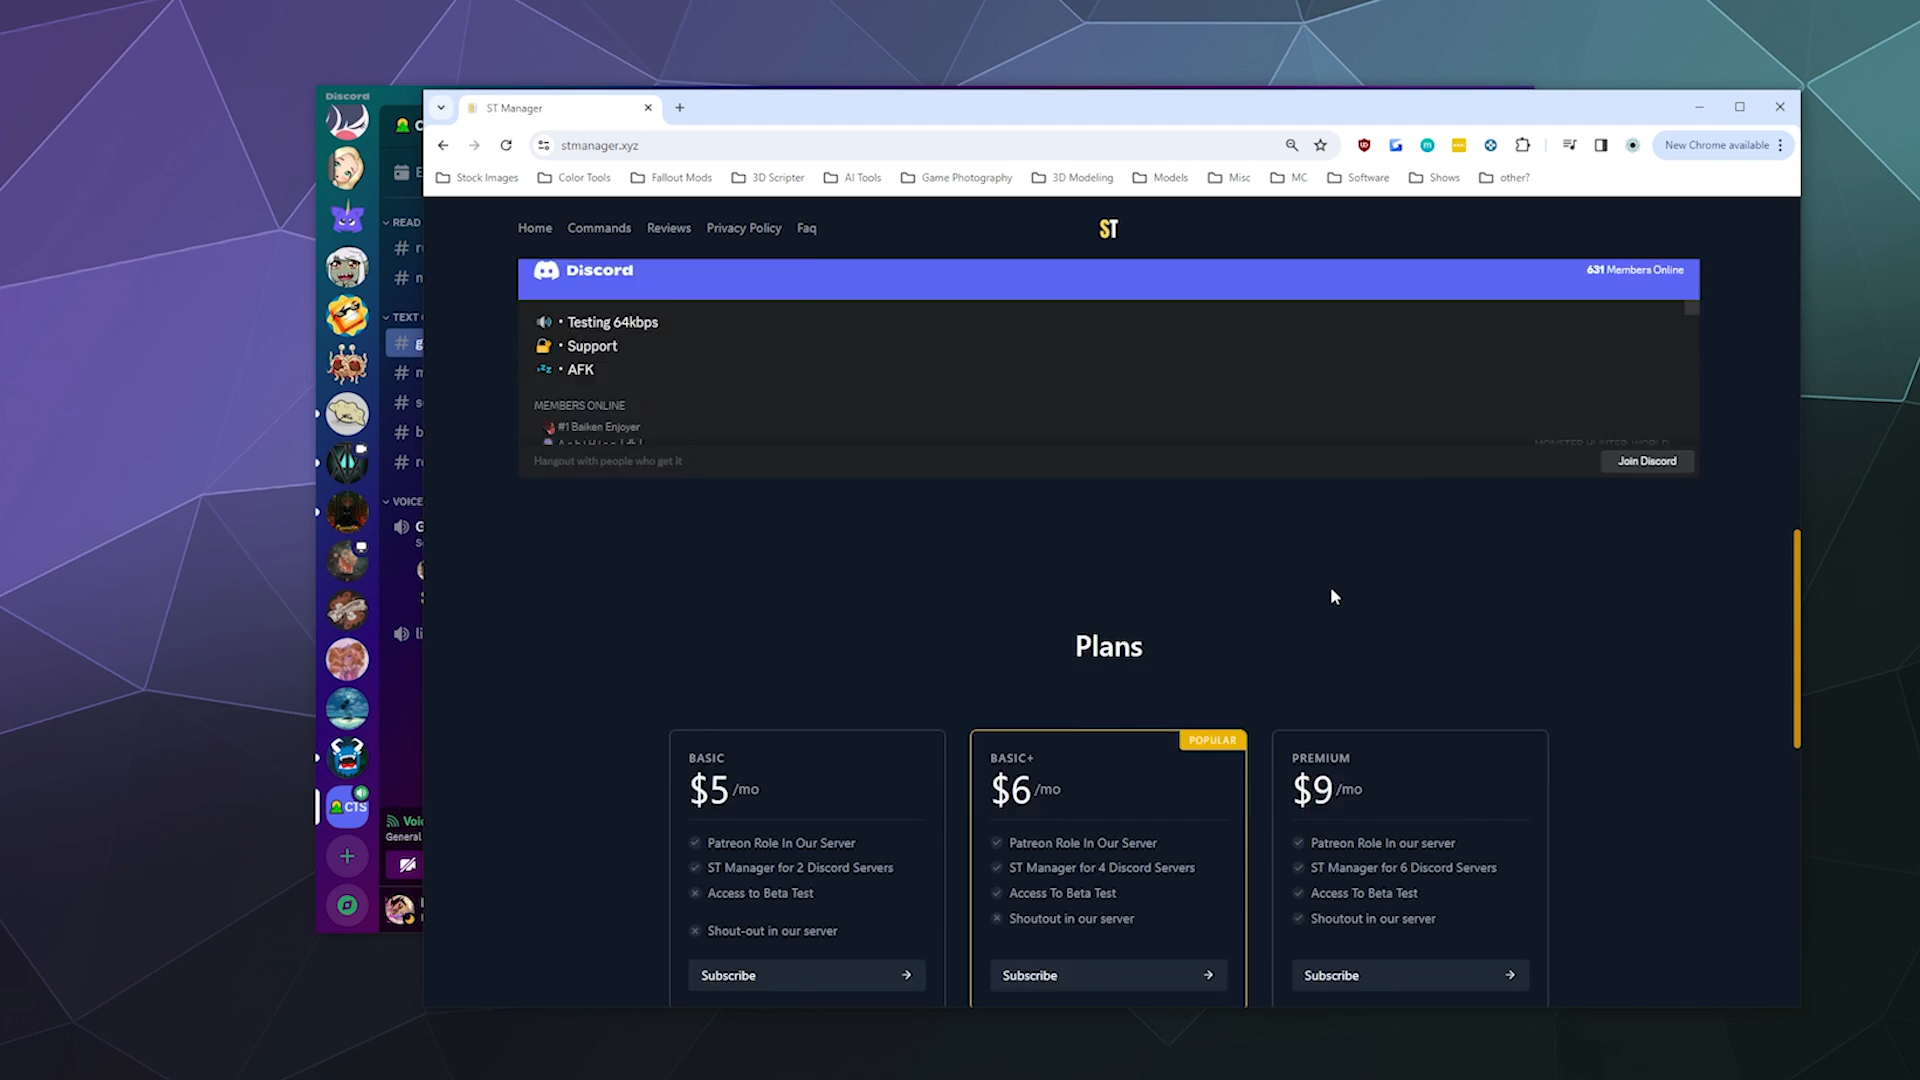 Discord
ST Manager
stmanager.xyz
New Chrome available
Stock Images
Color Tools
Fallout Mods
3D Scripter
AI Tools
Game Photography
3D Modeling
Models
Misc
MC
Software
Shows
other?
READ
TEXT
VOICE
General
CTS
Home
Commands
Reviews
Privacy Policy
Faq
ST
Discord
631 Members Online
• Testing 64kbps
• Support
• AFK
MEMBERS ONLINE
#1 Baiken Enjoyer
MONSTER HUNTER: WORLD
Hangout with people who get it
Join Discord
Plans
BASIC
$5 /mo
Patreon Role In Our Server
ST Manager for 2 Discord Servers
Access to Beta Test
Shout-out in our server
Subscribe
POPULAR
BASIC+
$6 /mo
Patreon Role In Our Server
ST Manager for 4 Discord Servers
Access To Beta Test
Shoutout in our server
Subscribe
PREMIUM
$9 /mo
Patreon Role In our server
ST Manager for 6 Discord Servers
Access To Beta Test
Shoutout in our server
Subscribe